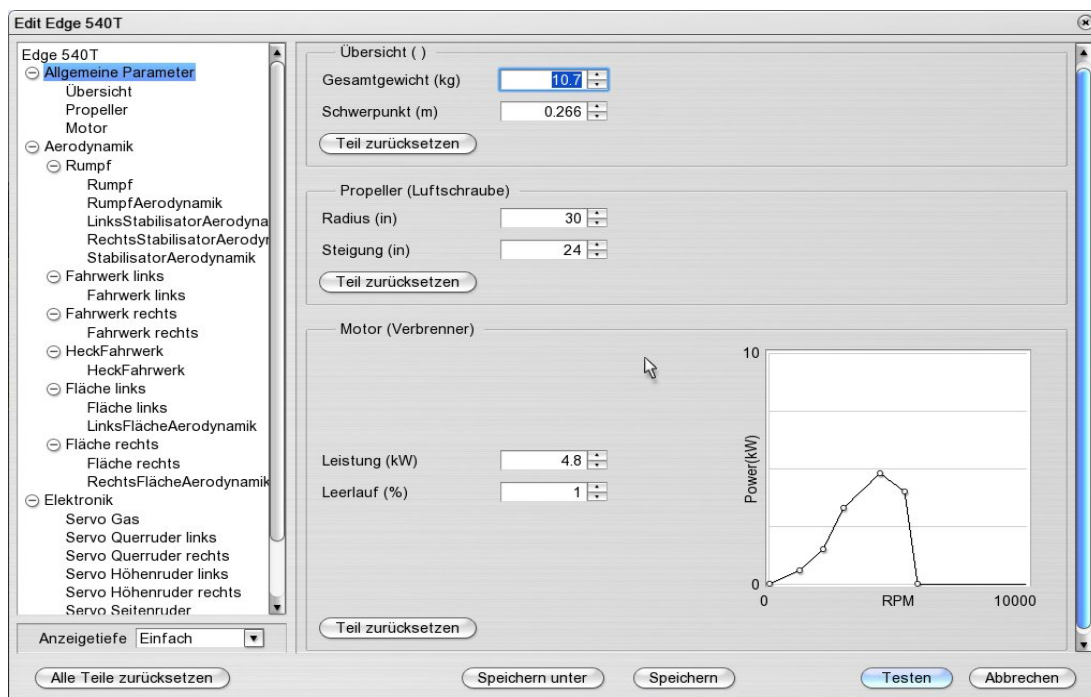 Edit Edge 540T
Edge 540T
Allgemeine Parameter
Übersicht
Propeller
Motor
Aerodynamik
Rumpf
Rumpf
RumpfAerodynamik
LinksStabilisatorAerodyna
RechtsStabilisatorAerodyr
StabilisatorAerodynamik
Fahrwerk links
Fahrwerk links
Fahrwerk rechts
Fahrwerk rechts
HeckFahrwerk
HeckFahrwerk
Fläche links
Fläche links
LinksFlächeAerodynamik
Fläche rechts
Fläche rechts
RechtsFlächeAerodynamik
Elektronik
Servo Gas
Servo Querruder links
Servo Querruder rechts
Servo Höhenruder links
Servo Höhenruder rechts
Servo Seitenruder
Anzeigetiefe Einfach
Übersicht ( )
Gesamtgewicht (kg) 10.7
Schwerpunkt (m) 0.266
Teil zurücksetzen
Propeller (Luftschraube)
Radius (in) 30
Steigung (in) 24
Teil zurücksetzen
Motor (Verbrenner)
Leistung (kW) 4.8
Leerlauf (%) 1
10
Power(kW)
0
0 RPM 10000
Teil zurücksetzen
Alle Teile zurücksetzen Speichern unter Speichern Testen Abbrechen